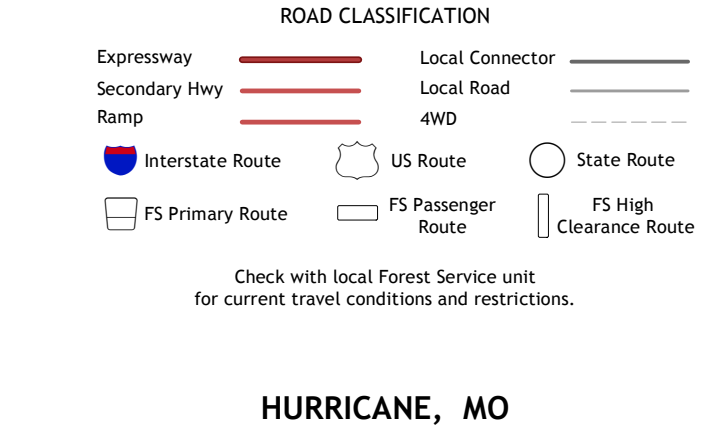 ROAD CLASSIFICATION
Expressway
Local Connector
Secondary Hwy
Local Road
Ramp
4WD
Interstate Route
US Route
State Route
FS Primary Route
FS Passenger
Route
FS High
Clearance Route
Check with local Forest Service unit
for current travel conditions and restrictions.
HURRICANE, MO